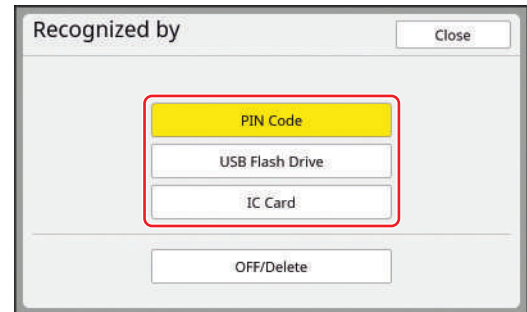 Recognized by
Close
PIN Code
USB Flash Drive
IC Card
OFF/Delete